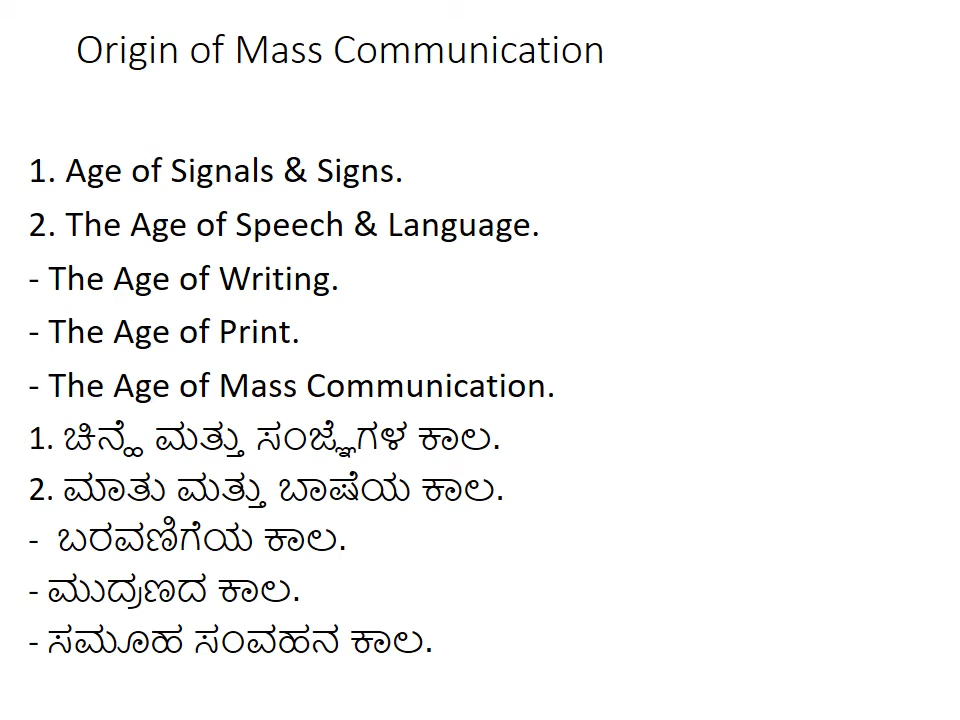 Origin of Mass Communication
1. Age of Signals & Signs.
2. The Age of Speech & Language.
- The Age of Writing.
- The Age of Print.
- The Age of Mass Communication.
1. ಚಿನ್ಹೆ ಮತ್ತು ಸಂಜ್ಞೆಗಳ ಕಾಲ.
2. ಮಾತು ಮತ್ತು ಬಾಷೆಯ ಕಾಲ.
- ಬರವಣಿಗೆಯ ಕಾಲ.
- ಮುದ್ರಣದ ಕಾಲ.
- ಸಮೂಹ ಸಂವಹನ ಕಾಲ.